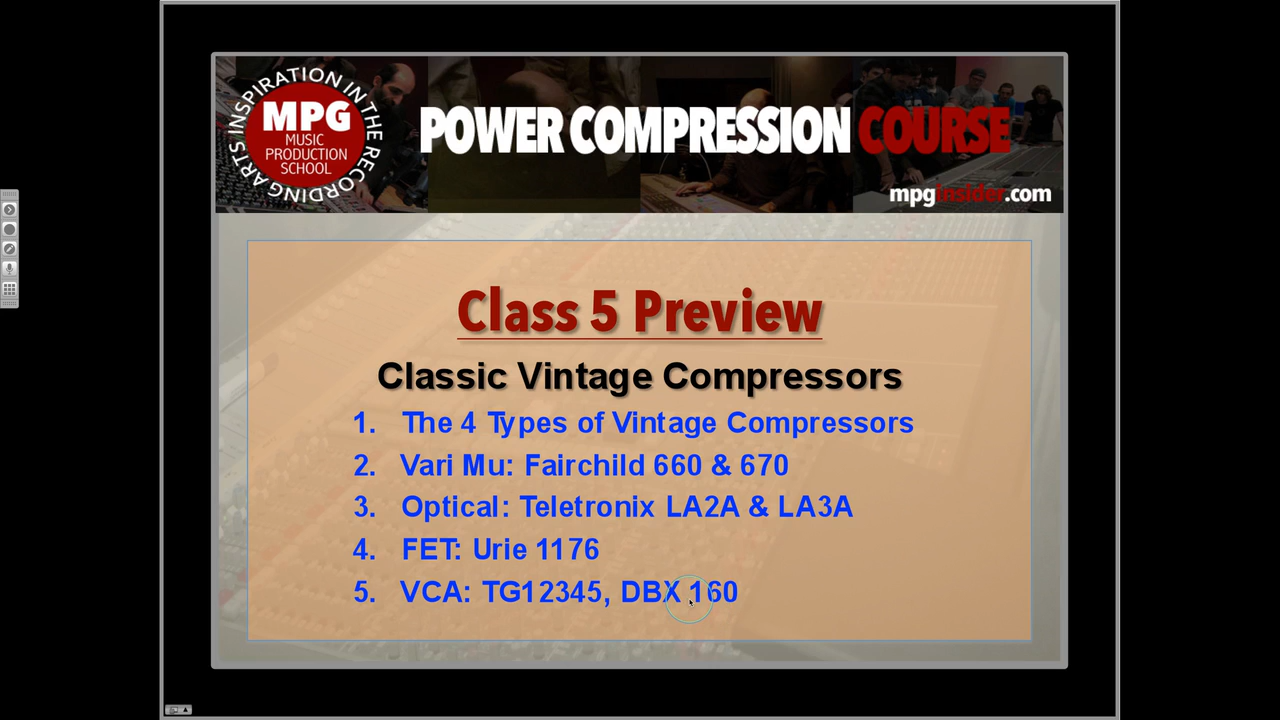 INSPIRATION IN THE RECORDING ARTS
MPG
MUSIC
PRODUCTION
SCHOOL
POWER COMPRESSION COURSE
mpginsider.com
Class 5 Preview
Classic Vintage Compressors
1. The 4 Types of Vintage Compressors
2. Vari Mu: Fairchild 660 & 670
3. Optical: Teletronix LA2A & LA3A
4. FET: Urie 1176
5. VCA: TG12345, DBX 160